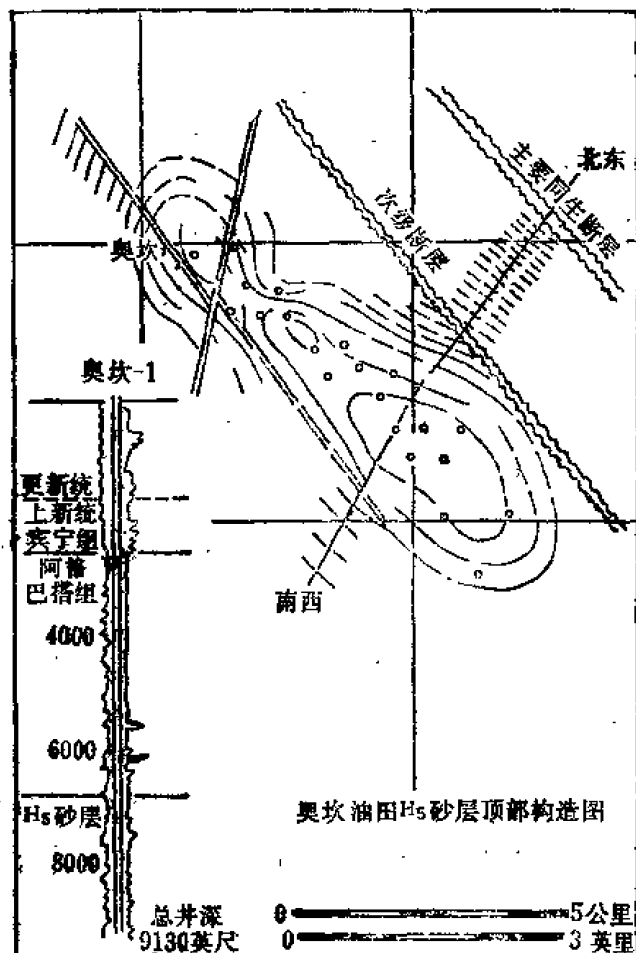 北东
主要同生断层
次级断层
奥坎
奥坎-1
更新统
上新统
宾宁组
阿格
巴搭组
4000
6000
Hs砂层
8000
南西
奥坎油田Hs砂层顶部构造图
总井深
9130英尺
0 5公里
0 3英里